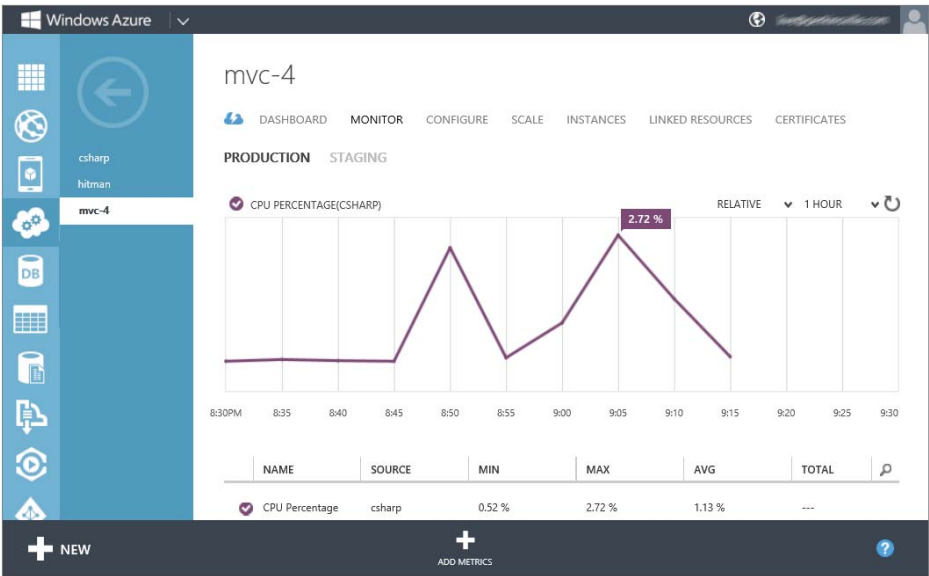 Windows Azure
mvc-4
DASHBOARD MONITOR CONFIGURE SCALE INSTANCES LINKED RESOURCES CERTIFICATES
csharp
hitman
mvc-4
DB
PRODUCTION STAGING
CPU PERCENTAGE(CSHARP) RELATIVE 1 HOUR
2.72 %
8:30PM 8:35 8:40 8:45 8:50 8:55 9:00 9:05 9:10 9:15 9:20 9:25 9:30
NAME SOURCE MIN MAX AVG TOTAL
CPU Percentage csharp 0.52 % 2.72 % 1.13 % ---
NEW
ADD METRICS
?